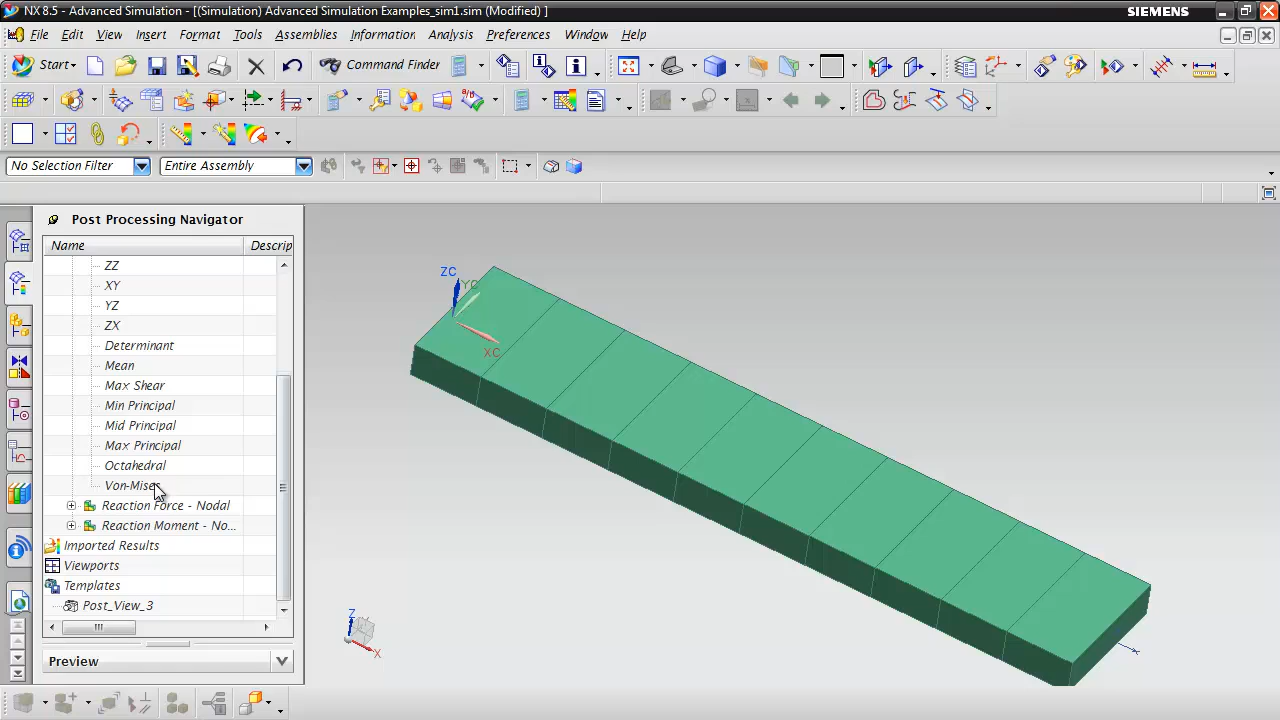 NX 8.5 - Advanced Simulation - [(Simulation) Advanced Simulation Examples_sim1.sim (Modified) ]
SIEMENS
File Edit View Insert Format Tools Assemblies Information Analysis Preferences Window Help
Start
Command Finder
No Selection Filter
Entire Assembly
Post Processing Navigator
Name
Descrip
ZZ
XY
YZ
ZX
Determinant
Mean
Max Shear
Min Principal
Mid Principal
Max Principal
Octahedral
Von-Mises
Reaction Force - Nodal
Reaction Moment - No...
Imported Results
Viewports
Templates
Post_View_3
Preview
ZC
YC
XC
Z
X